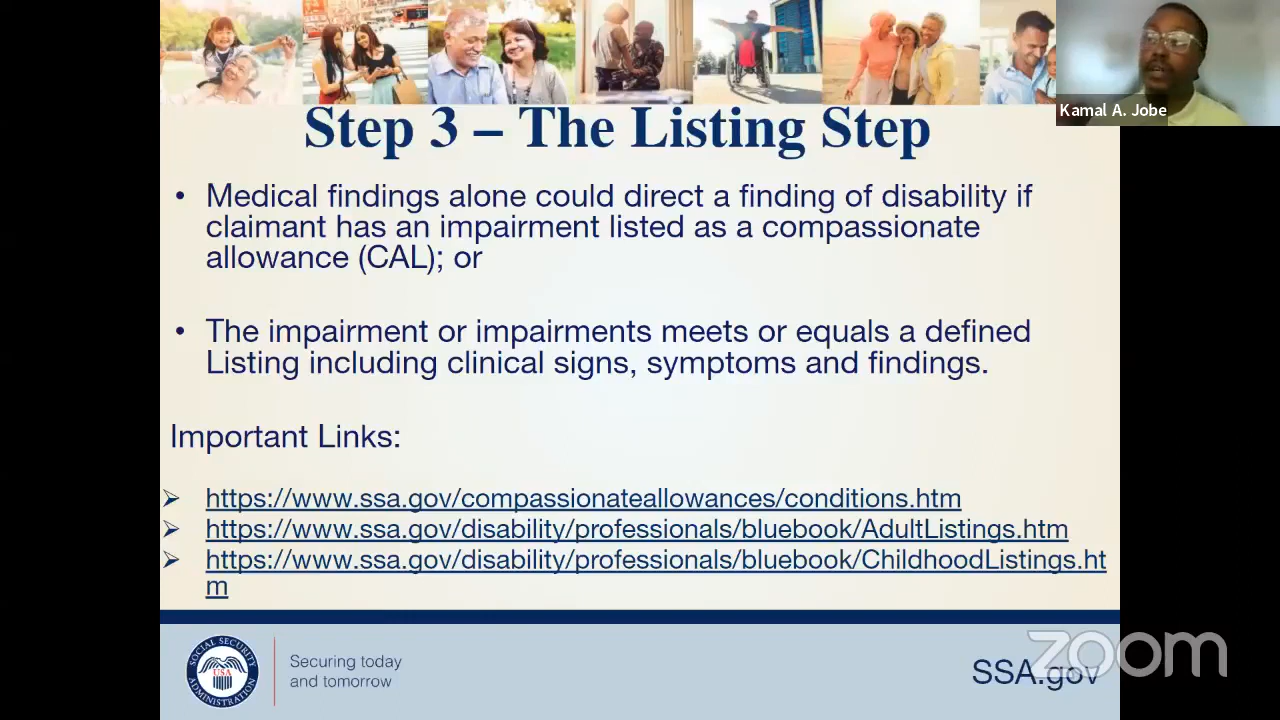 Kamal A. Jobe
Step 3 – The Listing Step
• Medical findings alone could direct a finding of disability if
claimant has an impairment listed as a compassionate
allowance (CAL); or
• The impairment or impairments meets or equals a defined
Listing including clinical signs, symptoms and findings.
Important Links:
➢ https://www.ssa.gov/compassionateallowances/conditions.htm
➢ https://www.ssa.gov/disability/professionals/bluebook/AdultListings.htm
➢ https://www.ssa.gov/disability/professionals/bluebook/ChildhoodListings.ht
m
SOCIAL SECURITY
USA
ADMINISTRATION
Securing today
and tomorrow
SSA.gov
zoom